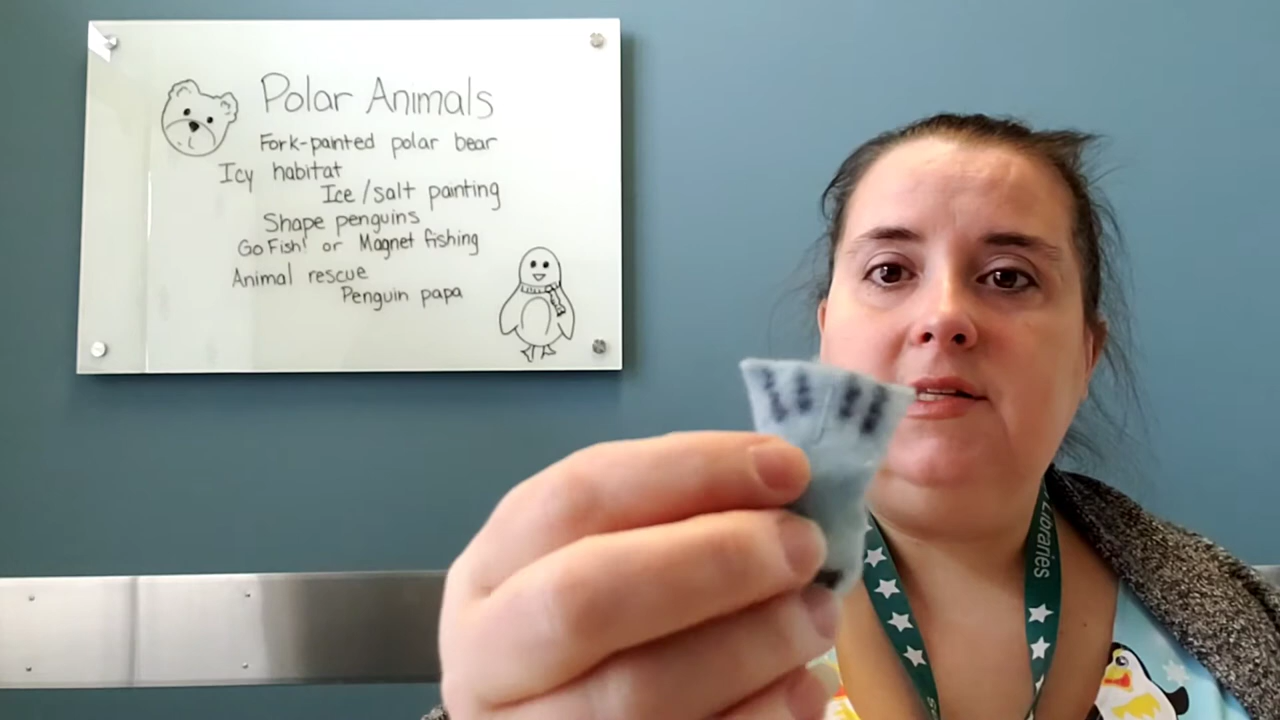 Polar Animals
Fork-painted polar bear
Icy habitat
Ice/salt painting
Shape penguins
Go Fish! or Magnet fishing
Animal rescue
Penguin papa
Libraries